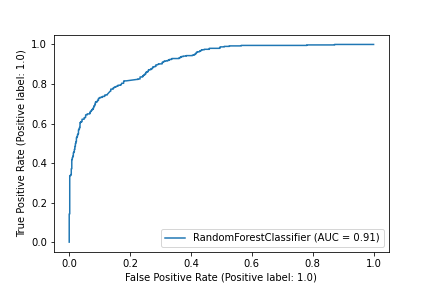 True Positive Rate (Positive label: 1.0)
1.0
0.8
0.6
0.4
0.2
0.0
RandomForestClassifier (AUC = 0.91)
0.0 0.2 0.4 0.6 0.8 1.0
False Positive Rate (Positive label: 1.0)